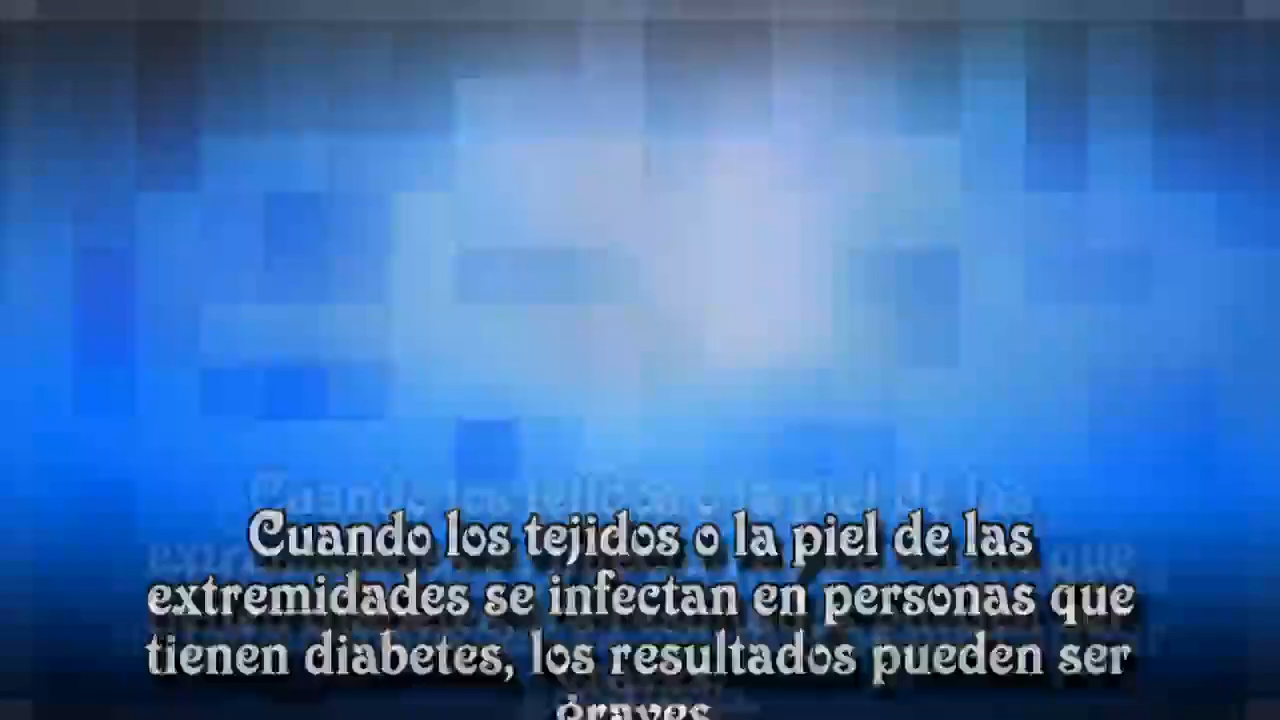 Cuando los tejidos o la piel de las
extremidades se infectan en personas que
tienen diabetes, los resultados pueden ser
graves